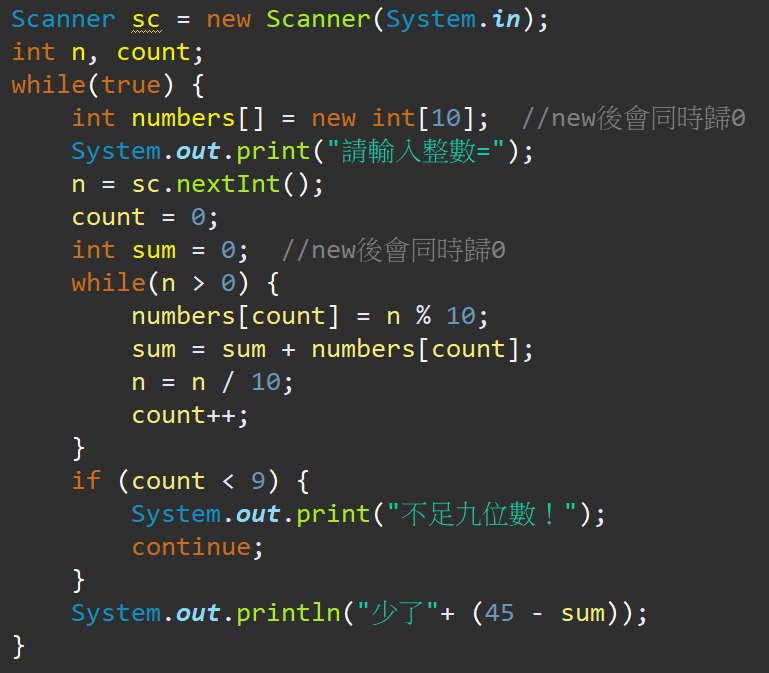 Scanner sc = new Scanner(System.in);
int n, count;
while(true) {
    int numbers[] = new int[10];  //new後會同時歸0
    System.out.print("請輸入整數=");
    n = sc.nextInt();
    count = 0;
    int sum = 0;  //new後會同時歸0
    while(n > 0) {
        numbers[count] = n % 10;
        sum = sum + numbers[count];
        n = n / 10;
        count++;
    }
    if (count < 9) {
        System.out.print("不足九位數！");
        continue;
    }
    System.out.println("少了"+ (45 - sum));
}